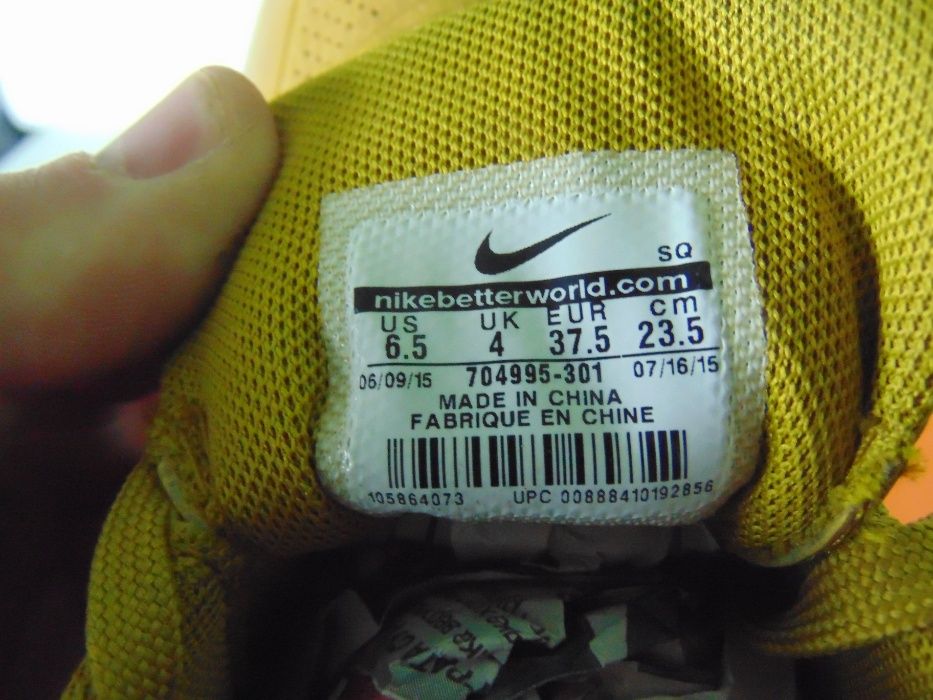 SQ
nikebetterworld.com
US UK EUR cm
6.5 4 37.5 23.5
06/09/15 704995-301 07/16/15
MADE IN CHINA
FABRIQUE EN CHINE
105864073 UPC 00888410192856